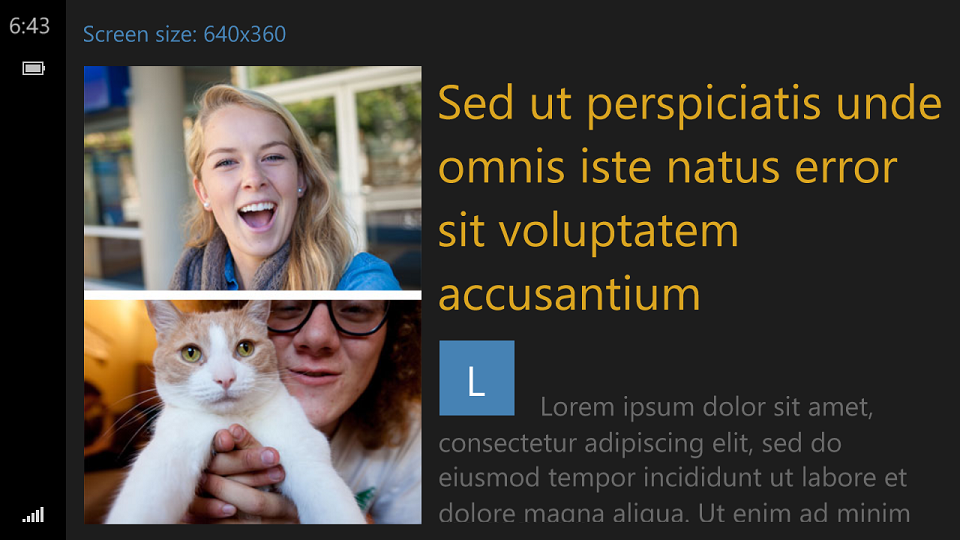 6:43
Screen size: 640x360
Sed ut perspiciatis unde
omnis iste natus error
sit voluptatem
accusantium
L
Lorem ipsum dolor sit amet,
consectetur adipiscing elit, sed do
eiusmod tempor incididunt ut labore et
dolore magna aliqua. Ut enim ad minim